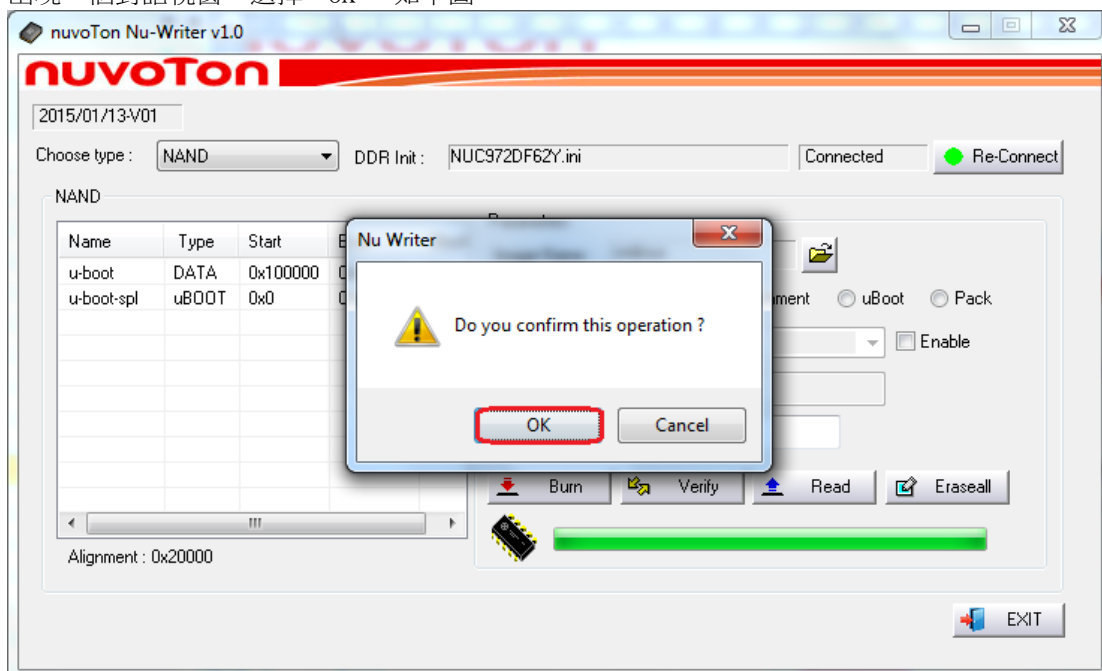 nuvoTon Nu-Writer v1.0
nuvoTon
2015/01/13-V01
Choose type : NAND DDR Init : NUC972DF62Y.ini Connected Re-Connect
NAND
Name Type Start
u-boot DATA 0x100000
u-boot-spl uBOOT 0x0
Nu Writer
Do you confirm this operation ?
OK Cancel
uBoot Pack
Enable
Burn Verify Read Eraseall
Alignment : 0x20000
EXIT